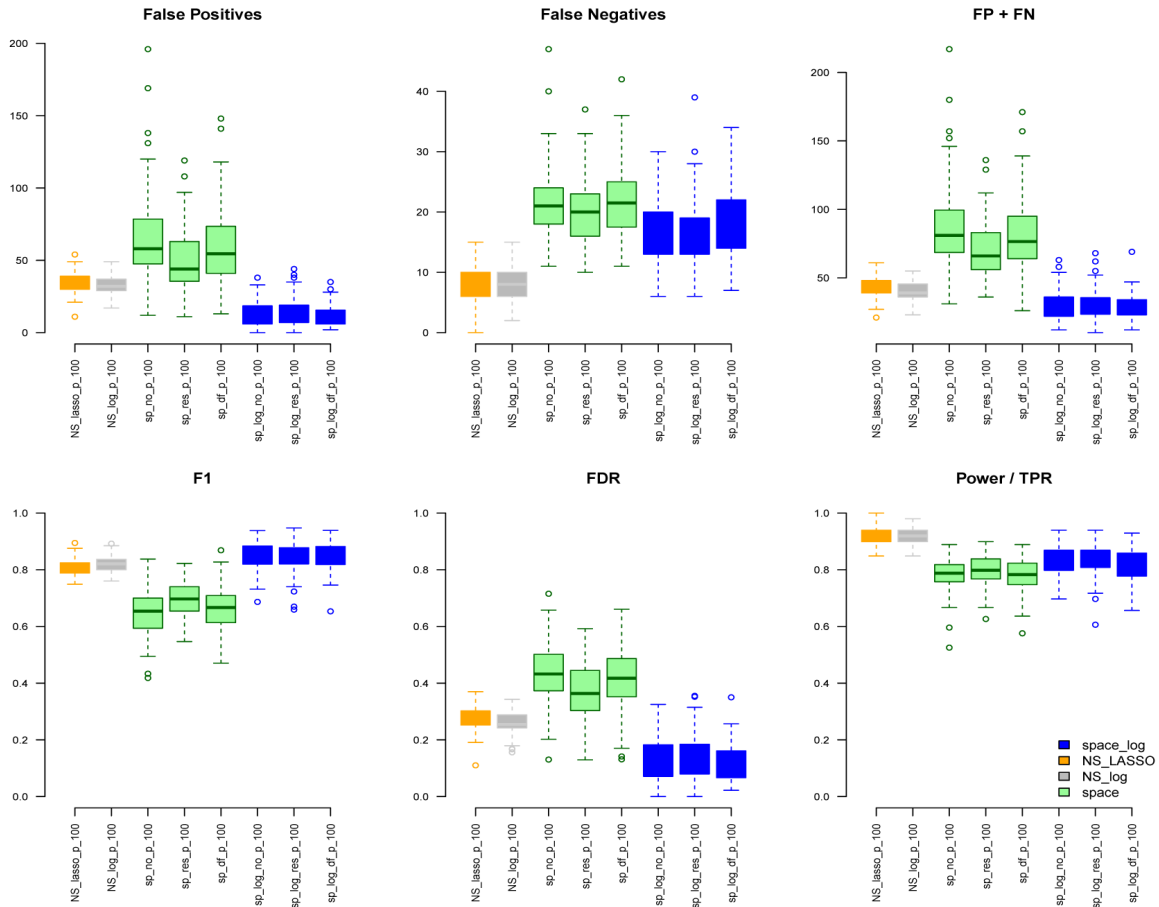 False Positives
0
50
100
150
200
NS_lasso_p_100
NS_log_p_100
sp_no_p_100
sp_res_p_100
sp_df_p_100
sp_log_no_p_100
sp_log_res_p_100
sp_log_df_p_100
False Negatives
0
10
20
30
40
NS_lasso_p_100
NS_log_p_100
sp_no_p_100
sp_res_p_100
sp_df_p_100
sp_log_no_p_100
sp_log_res_p_100
sp_log_df_p_100
FP + FN
50
100
150
200
NS_lasso_p_100
NS_log_p_100
sp_no_p_100
sp_res_p_100
sp_df_p_100
sp_log_no_p_100
sp_log_res_p_100
sp_log_df_p_100
F1
0.0
0.2
0.4
0.6
0.8
1.0
NS_lasso_p_100
NS_log_p_100
sp_no_p_100
sp_res_p_100
sp_df_p_100
sp_log_no_p_100
sp_log_res_p_100
sp_log_df_p_100
FDR
0.0
0.2
0.4
0.6
0.8
1.0
NS_lasso_p_100
NS_log_p_100
sp_no_p_100
sp_res_p_100
sp_df_p_100
sp_log_no_p_100
sp_log_res_p_100
sp_log_df_p_100
Power / TPR
0.0
0.2
0.4
0.6
0.8
1.0
NS_lasso_p_100
NS_log_p_100
sp_no_p_100
sp_res_p_100
sp_df_p_100
sp_log_no_p_100
sp_log_res_p_100
sp_log_df_p_100
space_log
NS_LASSO
NS_log
space